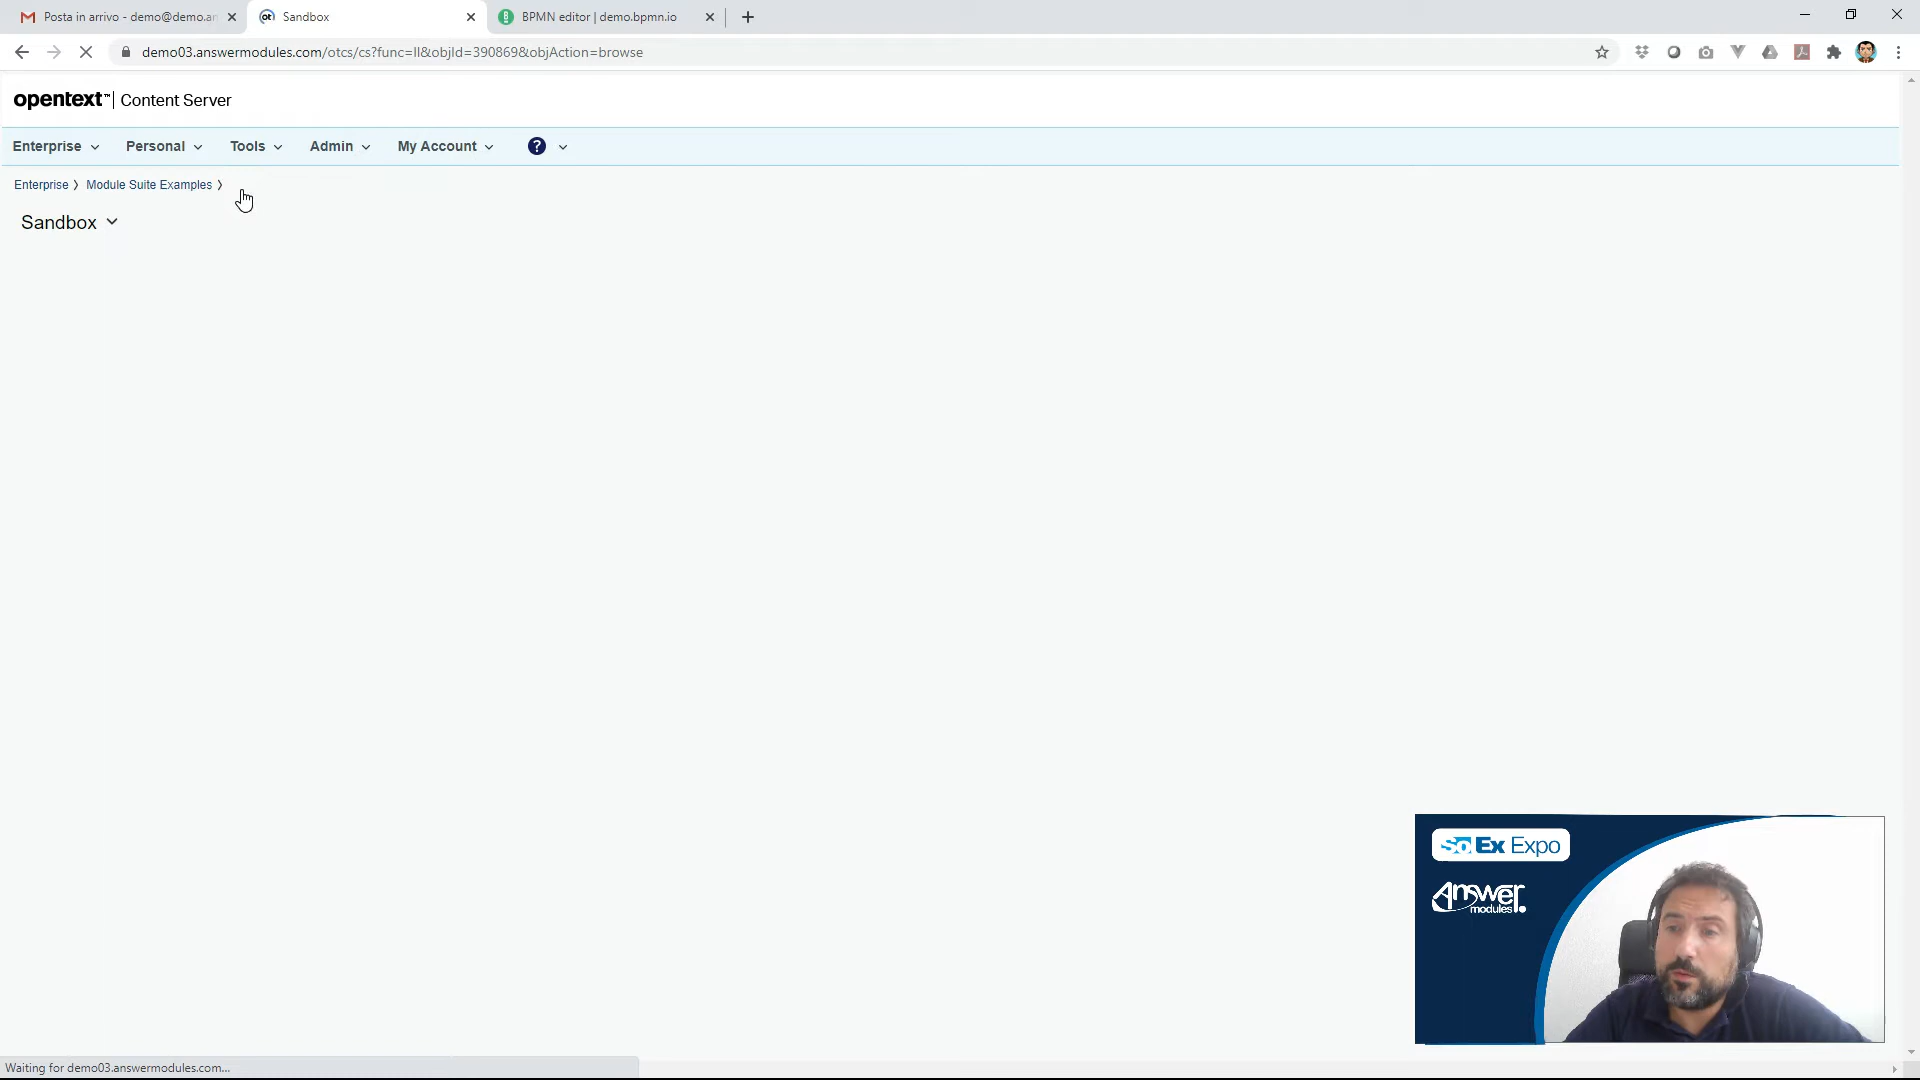 Posta in arrivo - demo@demo.an
Sandbox
BPMN editor | demo.bpmn.io
demo03.answermodules.com/otcs/cs?func=ll&objId=390869&objAction=browse
opentext™ | Content Server
Enterprise
Personal
Tools
Admin
My Account
?
Enterprise > Module Suite Examples >
Sandbox
SoEx Expo
Answer
modules
Waiting for demo03.answermodules.com...